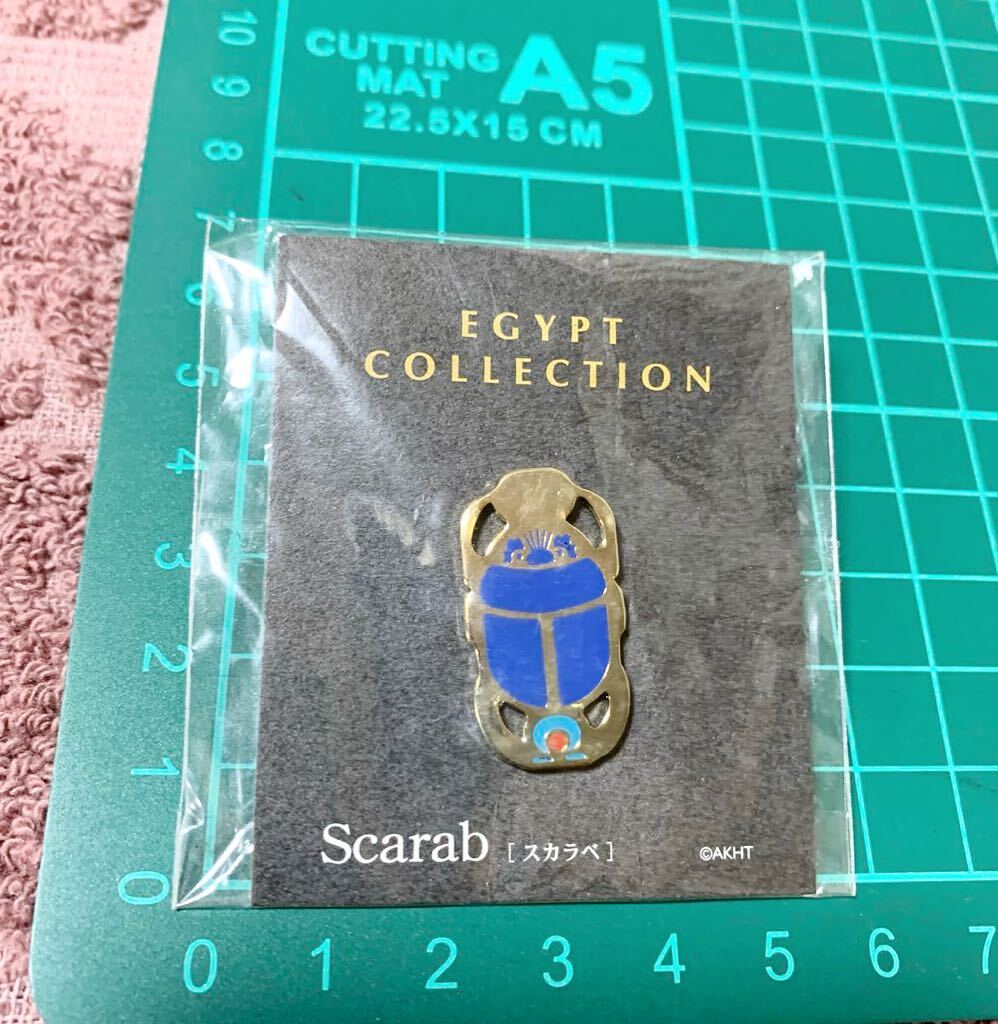 CUTTING
MAT A5
22.5X15 CM
10
9
8
7
6
5
4
3
2
1
0
EGYPT
COLLECTION
Scarab [スカラベ] ©AKHT
0 1 2 3 4 5 6 7